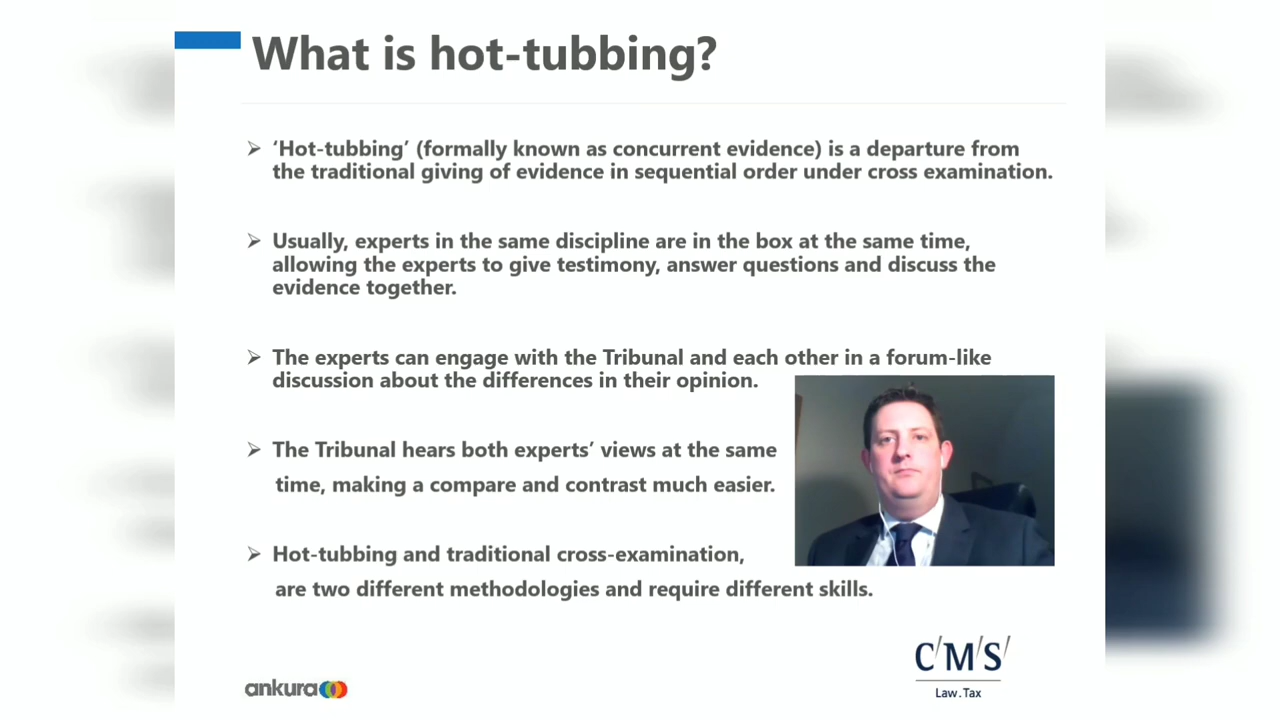 What is hot-tubbing?
‘Hot-tubbing’ (formally known as concurrent evidence) is a departure from
the traditional giving of evidence in sequential order under cross examination.
Usually, experts in the same discipline are in the box at the same time,
allowing the experts to give testimony, answer questions and discuss the
evidence together.
The experts can engage with the Tribunal and each other in a forum-like
discussion about the differences in their opinion.
The Tribunal hears both experts’ views at the same
time, making a compare and contrast much easier.
Hot-tubbing and traditional cross-examination,
are two different methodologies and require different skills.
ankura
C/M/S/
Law.Tax